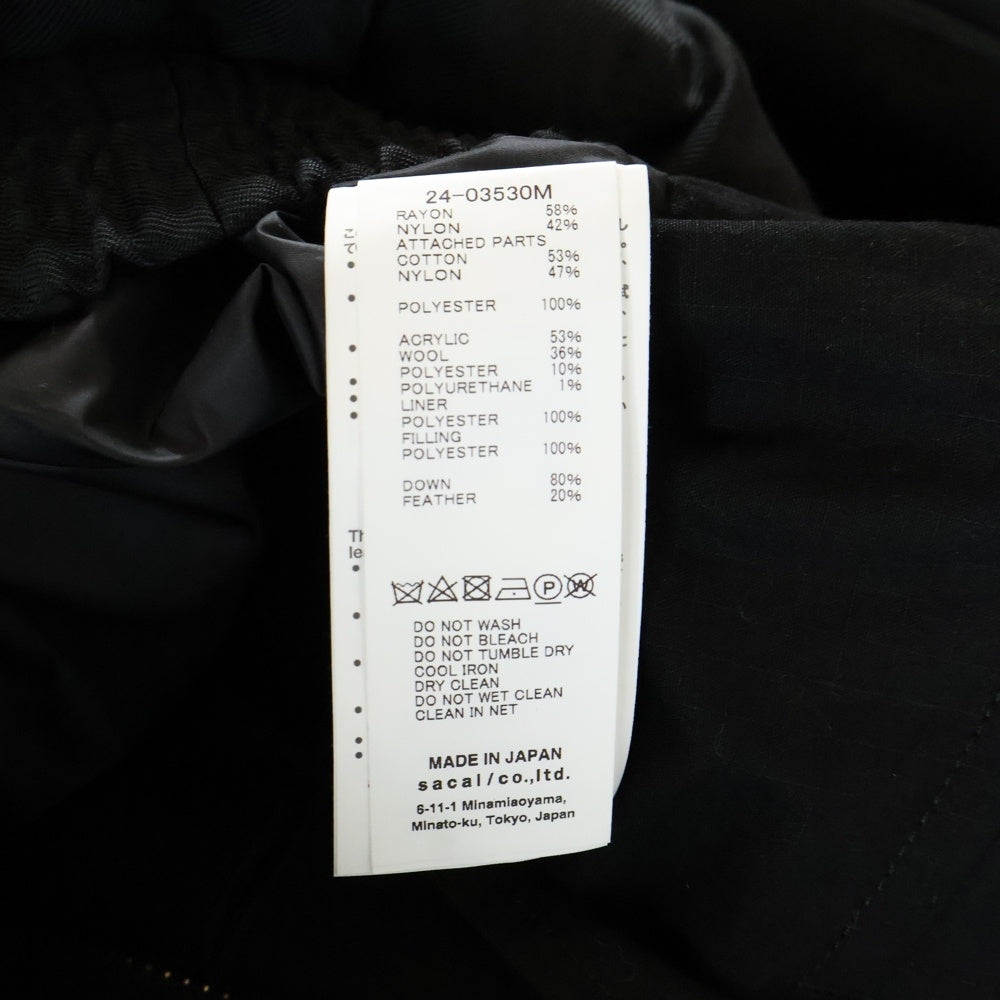 24-03530M
RAYON 58%
NYLON 42%
ATTACHED PARTS
COTTON 53%
NYLON 47%
POLYESTER 100%
ACRYLIC 53%
WOOL 36%
POLYESTER 10%
POLYURETHANE 1%
LINER
POLYESTER 100%
FILLING
POLYESTER 100%
DOWN 80%
FEATHER 20%
P W
DO NOT WASH
DO NOT BLEACH
DO NOT TUMBLE DRY
COOL IRON
DRY CLEAN
DO NOT WET CLEAN
CLEAN IN NET
MADE IN JAPAN
sacai/co.,ltd.
6-11-1 Minamiaoyama,
Minato-ku, Tokyo, Japan